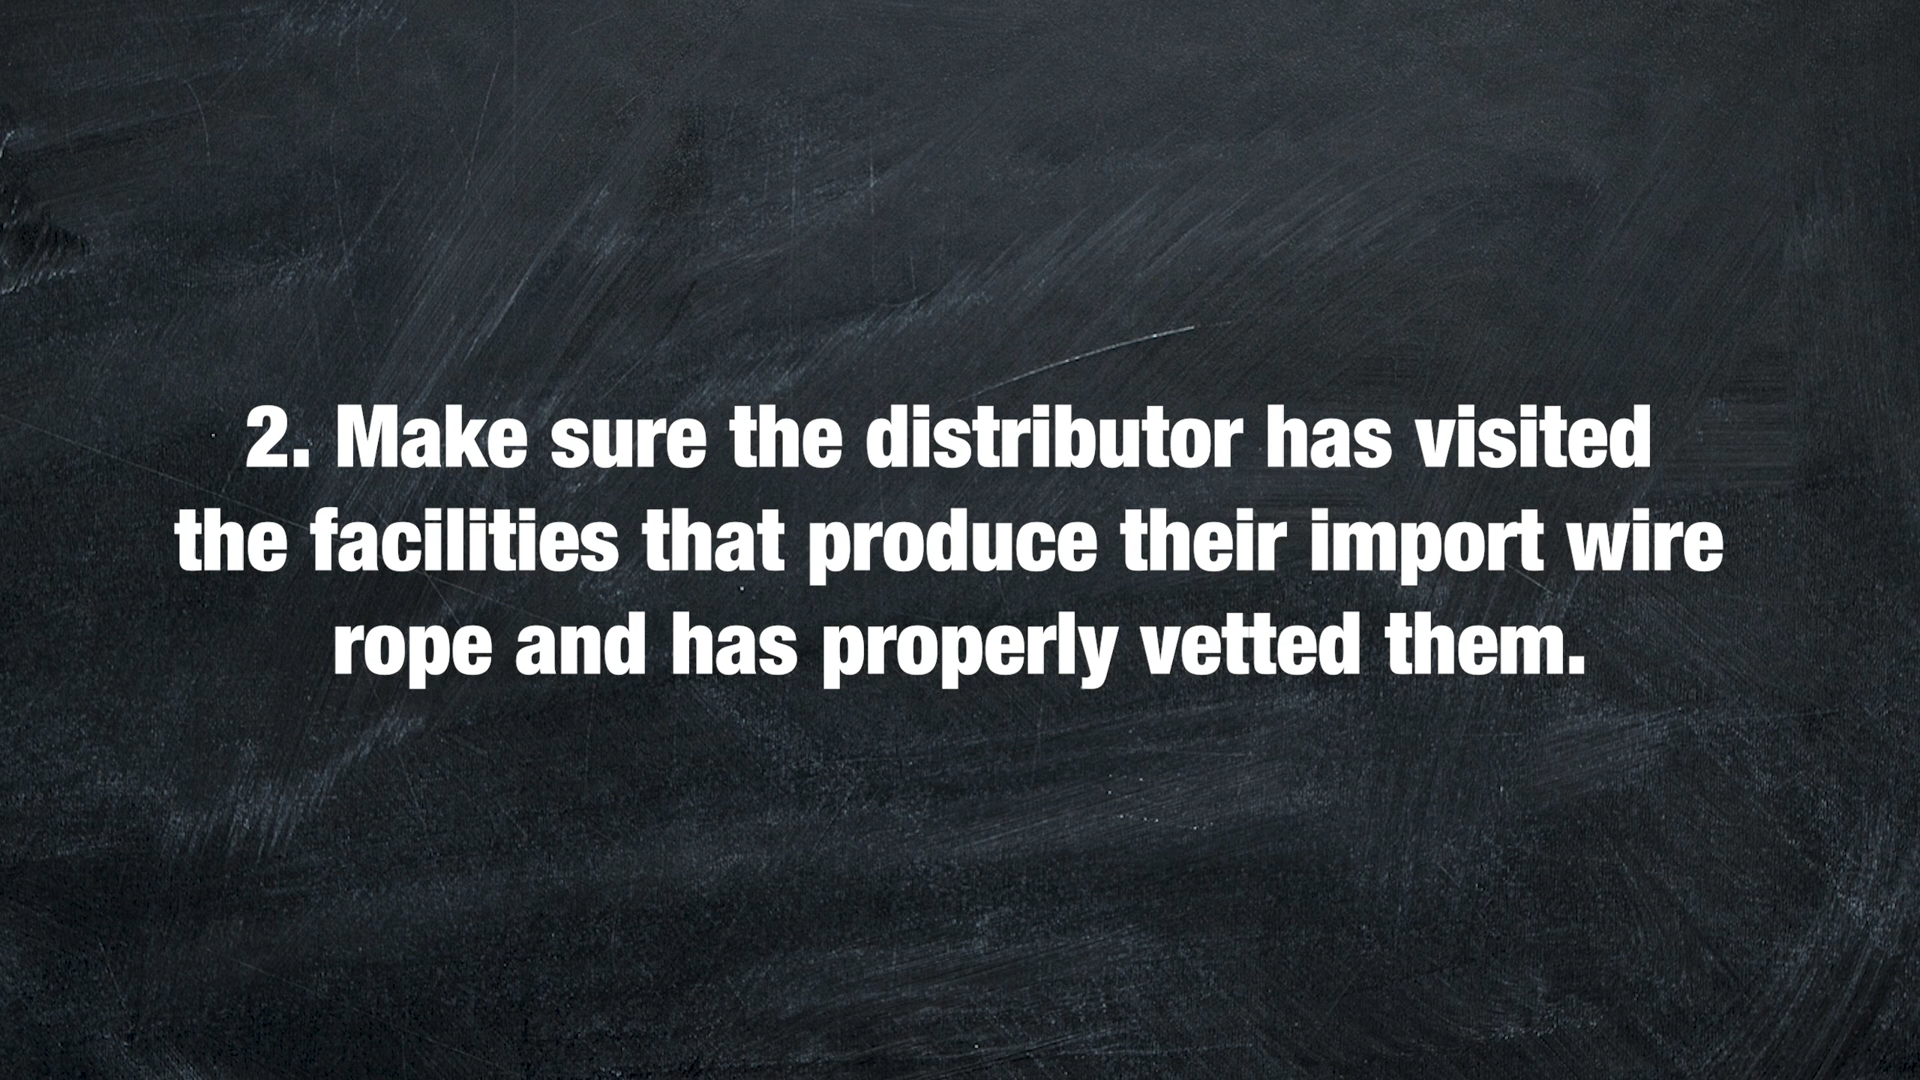 2. Make sure the distributor has visited
the facilities that produce their import wire
rope and has properly vetted them.